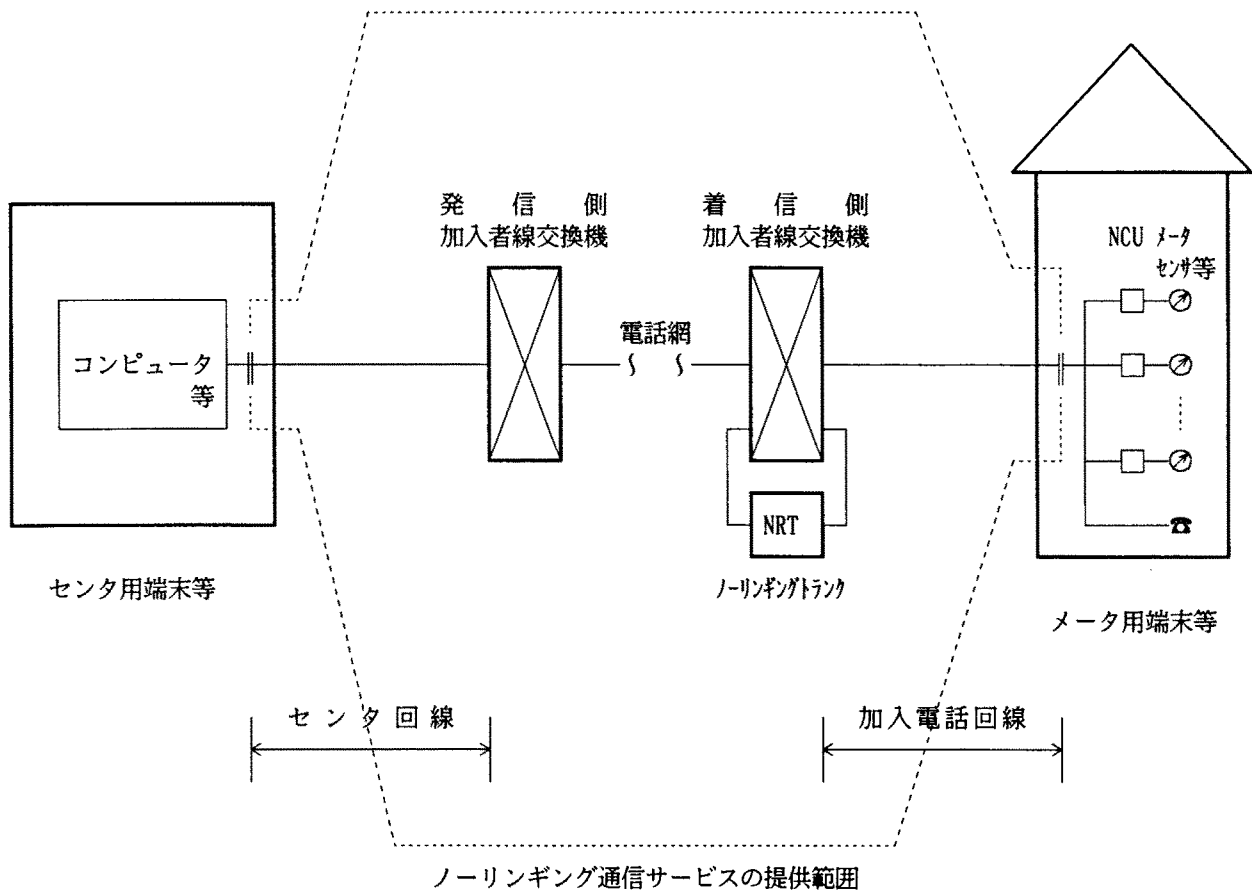 発信側
加入者線交換機
着信側
加入者線交換機
NCU メータ
センサ等
電話網
コンピュータ
等
NRT
センタ用端末等
ノーリンギングトランク
メータ用端末等
センタ回線
加入電話回線
ノーリンギング通信サービスの提供範囲